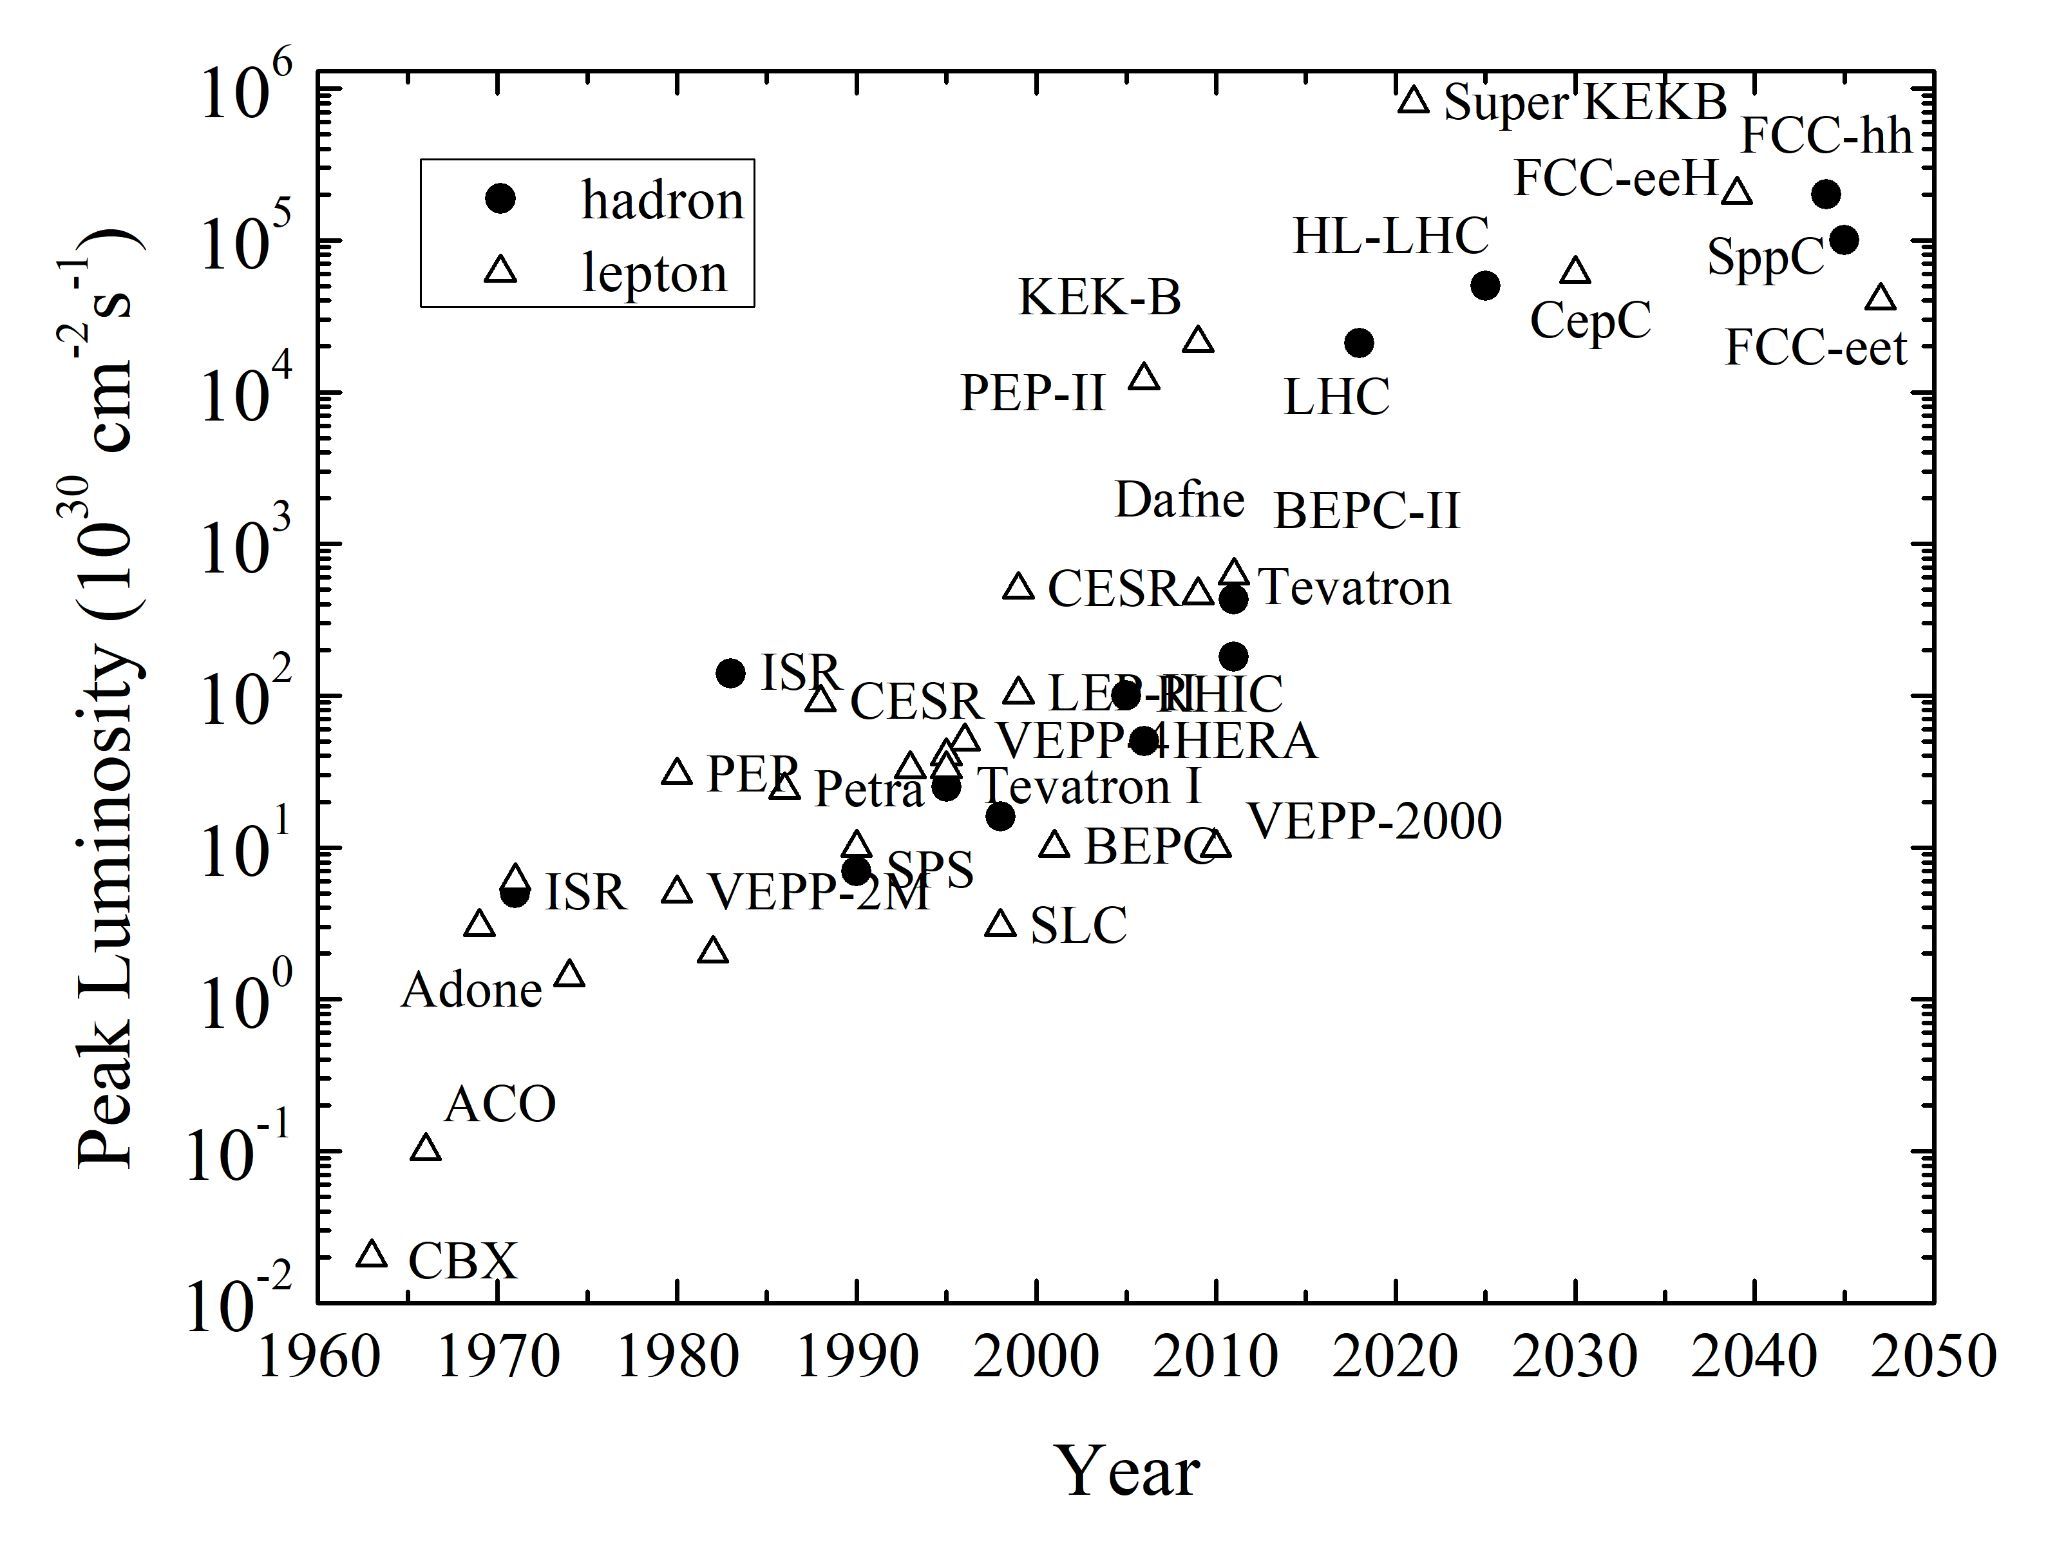 Peak Luminosity (10^30 cm^-2 s^-1)
10^6
10^5
10^4
10^3
10^2
10^1
10^0
10^-1
10^-2
hadron
lepton
Super KEKB
FCC-hh
FCC-eeH
HL-LHC
SppC
KEK-B
CepC
FCC-eet
PEP-II
LHC
Dafne
BEPC-II
CESR
Tevatron
ISR
CESR
LEP-II
RHIC
VEPP-4
HERA
PEP
Petra
Tevatron I
VEPP-2000
BEPC
SPS
ISR
VEPP-2M
SLC
Adone
ACO
CBX
1960 1970 1980 1990 2000 2010 2020 2030 2040 2050
Year